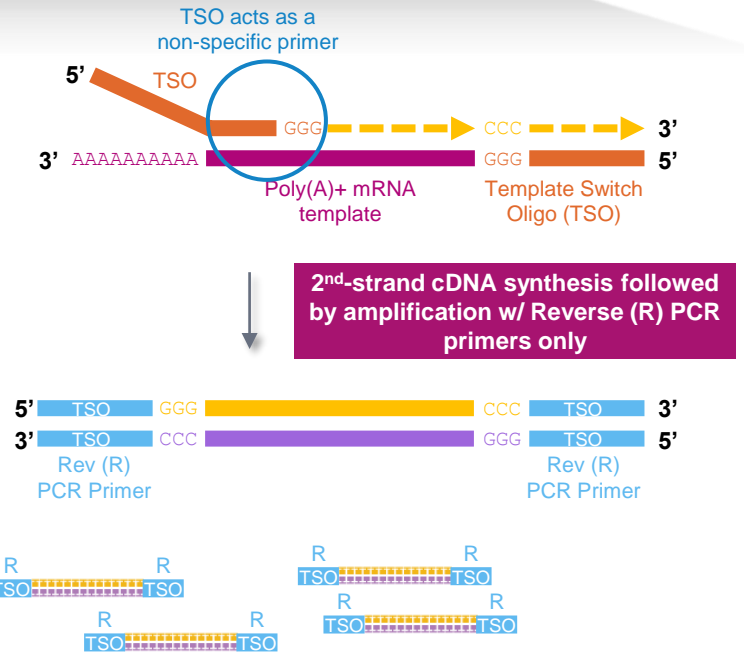 TSO acts as a
non-specific primer
5’ TSO
GGG CCC 3’
3’ AAAAAAAAAA GGG 5’
Poly(A)+ mRNA
template
Template Switch
Oligo (TSO)
2nd-strand cDNA synthesis followed
by amplification w/ Reverse (R) PCR
primers only
5’ TSO GGG CCC TSO 3’
3’ TSO CCC GGG TSO 5’
Rev (R)
PCR Primer
Rev (R)
PCR Primer
R R
TSO TSO
R R
TSO TSO
R R
TSO TSO
R R
TSO TSO